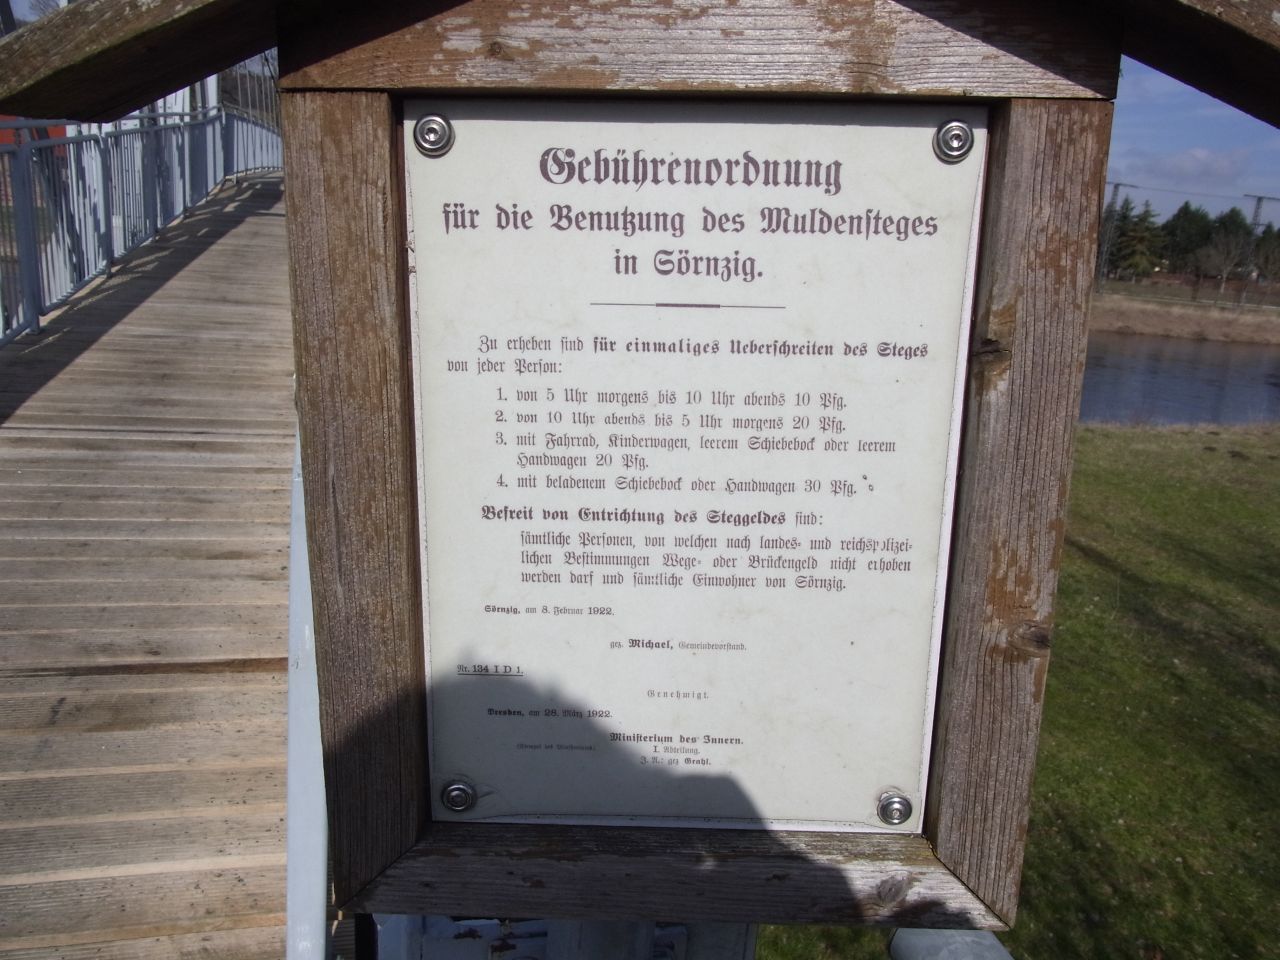 Gebührenordnung
für die Benutzung des Muldensteges
in Sörnzig.
Zu erheben sind für einmaliges Ueberschreiten des Steges
von jeder Person:
1. von 5 Uhr morgens bis 10 Uhr abends 10 Pfg.
2. von 10 Uhr abends bis 5 Uhr morgens 20 Pfg.
3. mit Fahrrad, Kinderwagen, leerem Schiebebock oder leerem
Handwagen 20 Pfg.
4. mit beladenem Schiebebock oder Handwagen 30 Pfg.
Befreit von Entrichtung des Steggeldes sind:
sämtliche Personen, von welchen nach landes- und reichspolizei-
lichen Bestimmungen Wege- oder Brückengeld nicht erhoben
werden darf und sämtliche Einwohner von Sörnzig.
Sörnzig, am 8. Februar 1922.
gez. Michael, Gemeindevorstand.
Nr. 134 I D 1.
Genehmigt.
Dresden, am 28. März 1922.
Ministerium des Innern.
(Stempel des Ministeriums)
I. Abteilung.
J. A.: gez Grahl.